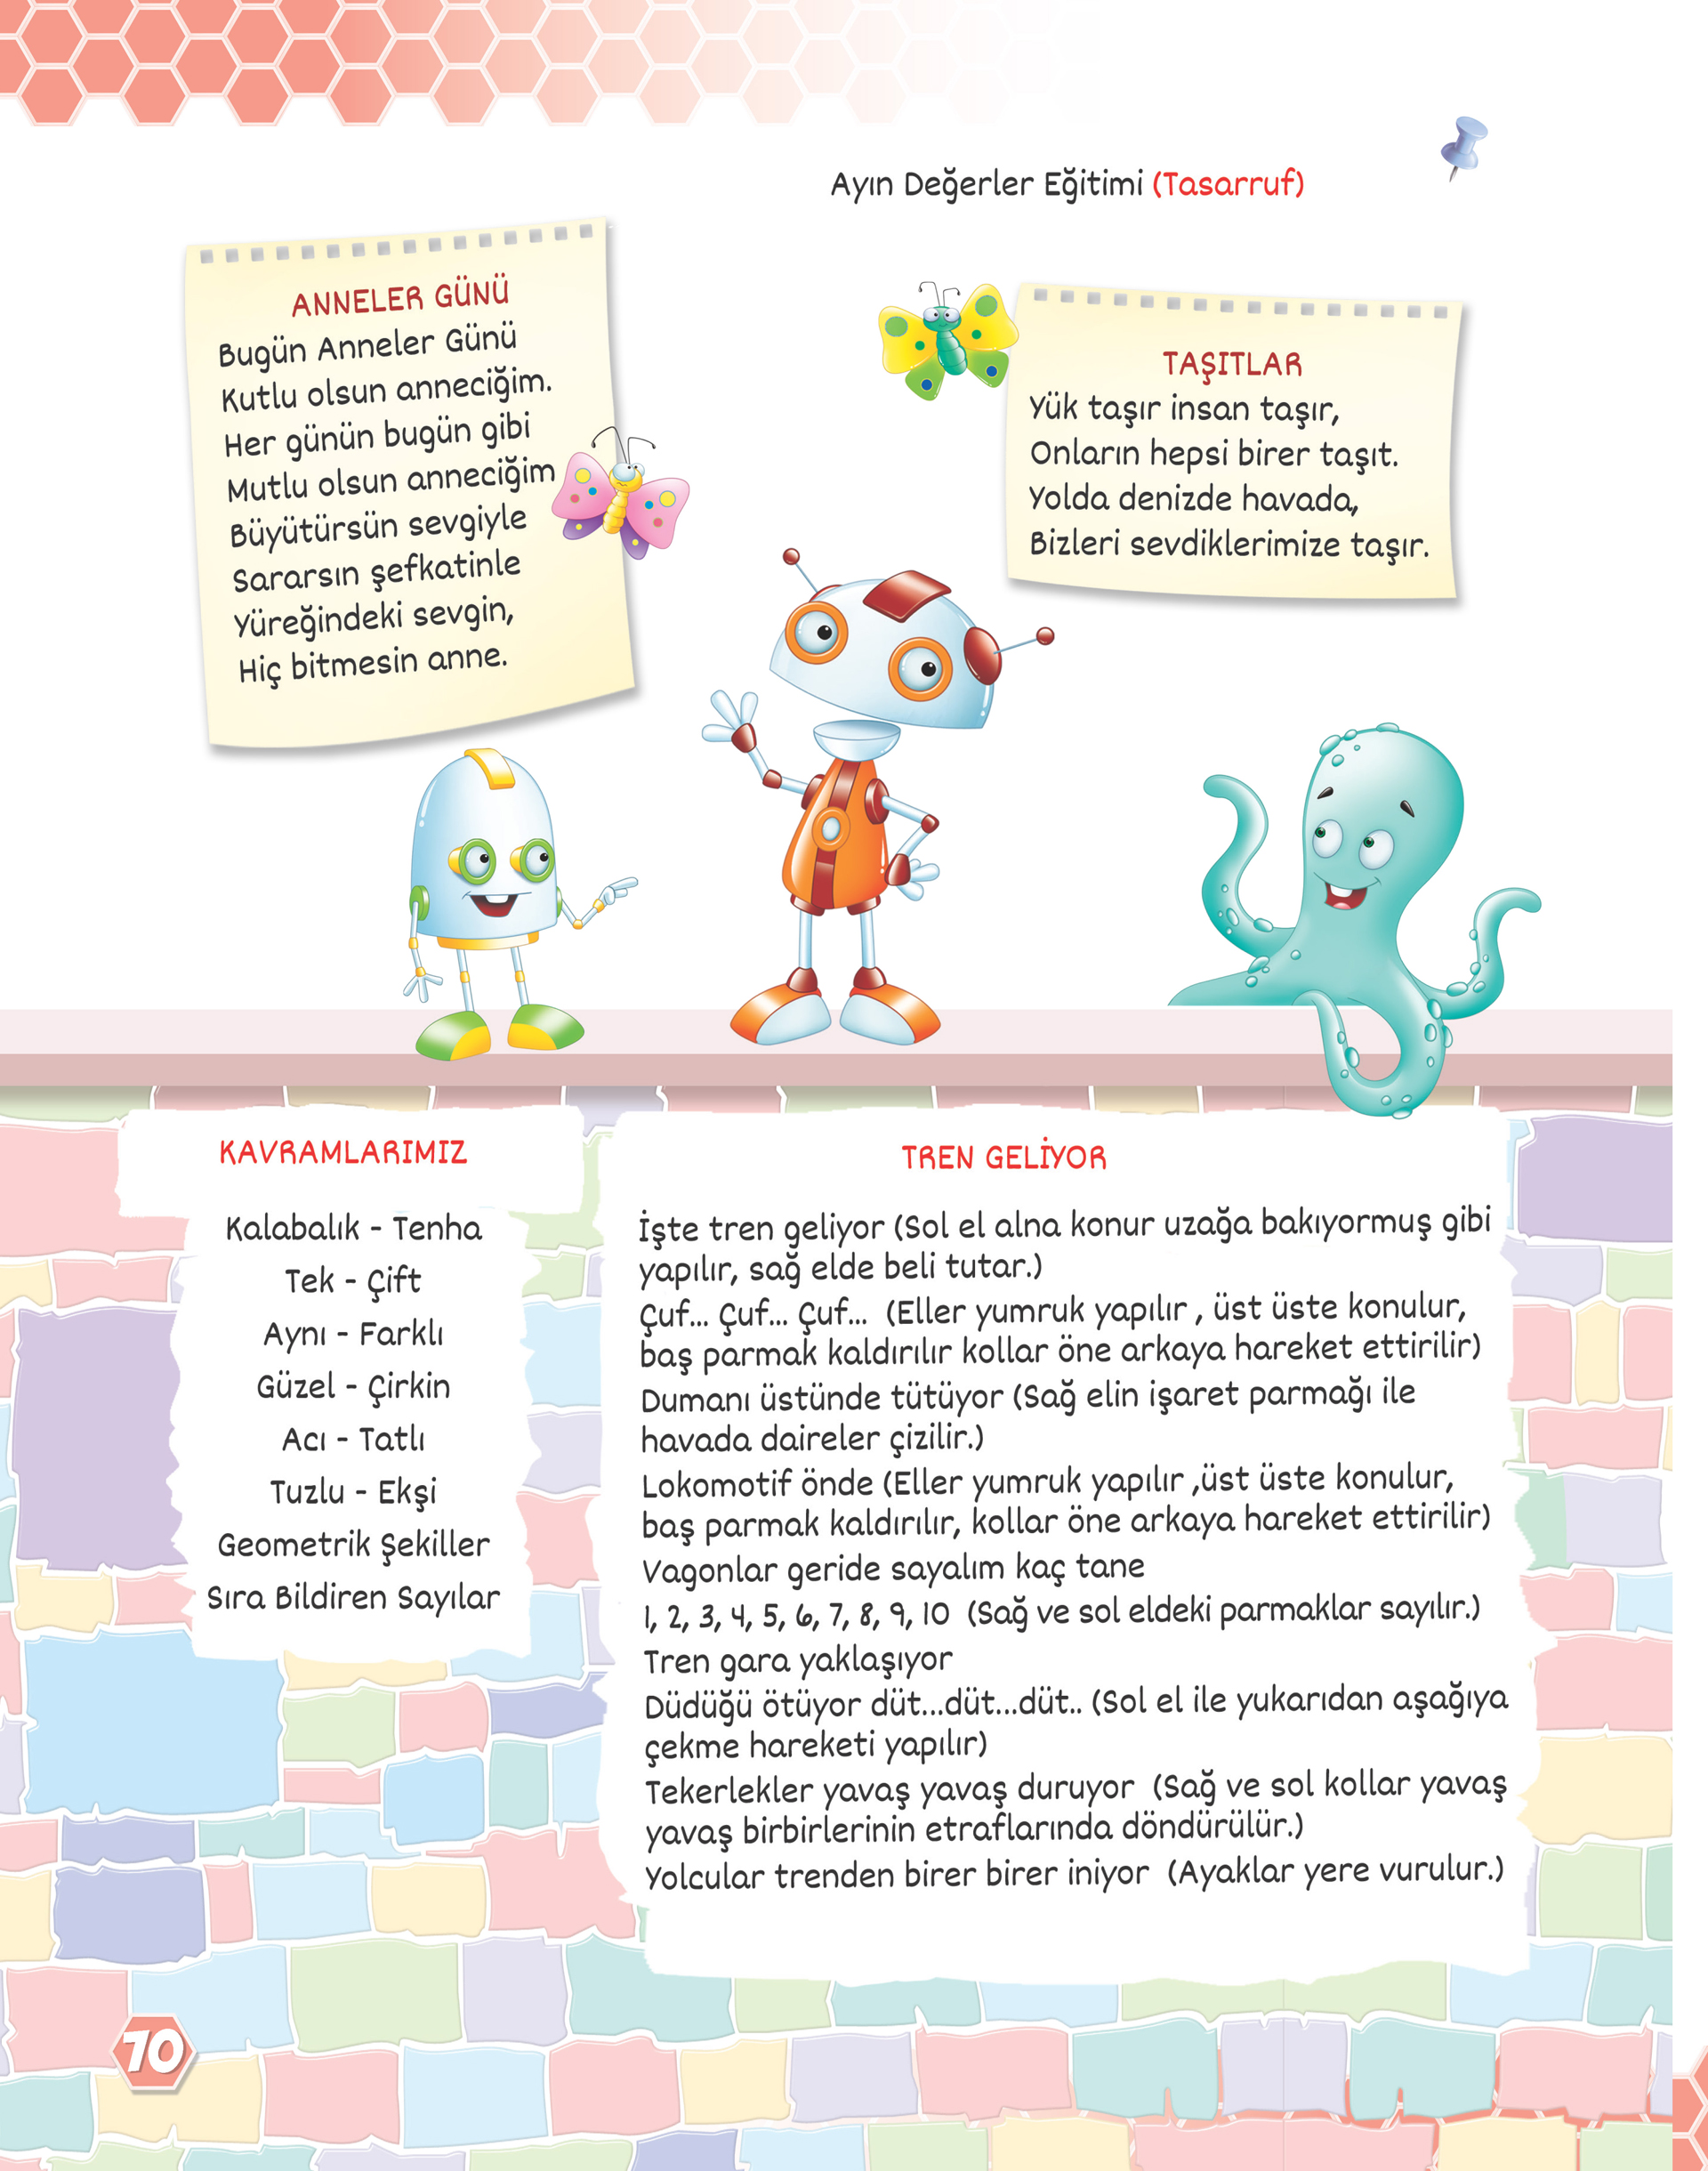 Ayın Değerler Eğitimi (Tasarruf)
ANNELER GÜNÜ
Bugün Anneler Günü
Kutlu olsun anneciğim.
Her günün bugün gibi
Mutlu olsun anneciğim
Büyütürsün sevgiyle
Sararsın şefkatinle
Yüreğindeki sevgin,
Hiç bitmesin anne.
TAŞITLAR
Yük taşır insan taşır,
Onların hepsi birer taşıt.
Yolda denizde havada,
Bizleri sevdiklerimize taşır.
KAVRAMLARIMIZ
Kalabalık - Tenha
Tek - Çift
Aynı - Farklı
Güzel - Çirkin
Acı - Tatlı
Tuzlu - Ekşi
Geometrik Şekiller
Sıra Bildiren Sayılar
TREN GELİYOR
İşte tren geliyor (Sol el alna konur uzağa bakıyormuş gibi
yapılır, sağ elde beli tutar.)
Çuf... Çuf... Çuf... (Eller yumruk yapılır , üst üste konulur,
baş parmak kaldırılır kollar öne arkaya hareket ettirilir)
Dumanı üstünde tütüyor (Sağ elin işaret parmağı ile
havada daireler çizilir.)
Lokomotif önde (Eller yumruk yapılır ,üst üste konulur,
baş parmak kaldırılır, kollar öne arkaya hareket ettirilir)
Vagonlar geride sayalım kaç tane
1, 2, 3, 4, 5, 6, 7, 8, 9, 10 (Sağ ve sol eldeki parmaklar sayılır.)
Tren gara yaklaşıyor
Düdüğü ötüyor düt...düt...düt.. (Sol el ile yukarıdan aşağıya
çekme hareketi yapılır)
Tekerlekler yavaş yavaş duruyor (Sağ ve sol kollar yavaş
yavaş birbirlerinin etraflarında döndürülür.)
Yolcular trenden birer birer iniyor (Ayaklar yere vurulur.)
70